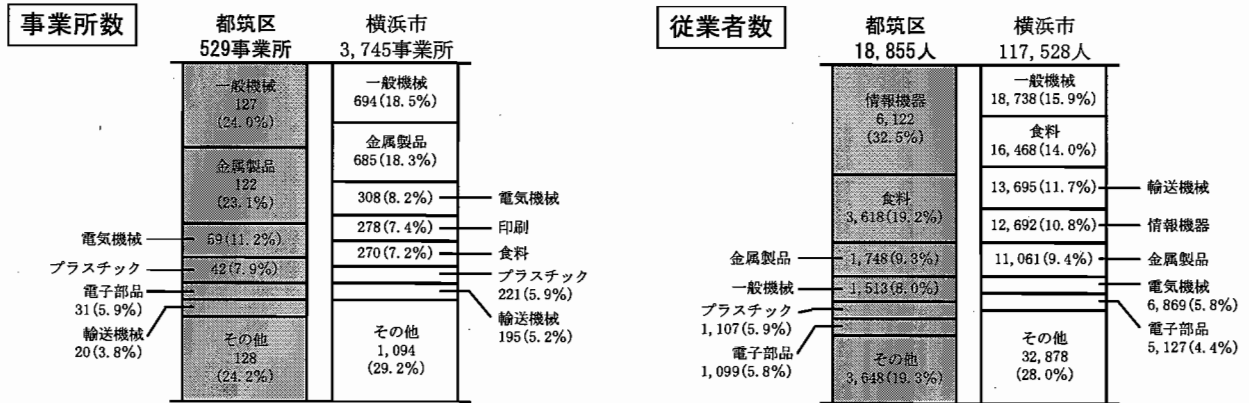 事業所数
都筑区
529事業所
横浜市
3,745事業所
一般機械
127
(24.0%)
金属製品
122
(23.1%)
電気機械
59(11.2%)
プラスチック
42(7.9%)
電子部品
31(5.9%)
輸送機械
20(3.8%)
その他
128
(24.2%)
一般機械
694(18.5%)
金属製品
685(18.3%)
308(8.2%)
電気機械
278(7.4%)
印刷
270(7.2%)
食料
プラスチック
221(5.9%)
輸送機械
195(5.2%)
その他
1,094
(29.2%)
従業者数
都筑区
18,855人
横浜市
117,528人
情報機器
6,122
(32.5%)
食料
3,618(19.2%)
金属製品
1,748(9.3%)
一般機械
1,513(8.0%)
プラスチック
1,107(5.9%)
電子部品
1,099(5.8%)
その他
3,648(19.3%)
一般機械
18,738(15.9%)
食料
16,468(14.0%)
13,695(11.7%)
輸送機械
12,692(10.8%)
情報機器
11,061(9.4%)
金属製品
電気機械
6,869(5.8%)
電子部品
5,127(4.4%)
その他
32,878
(28.0%)